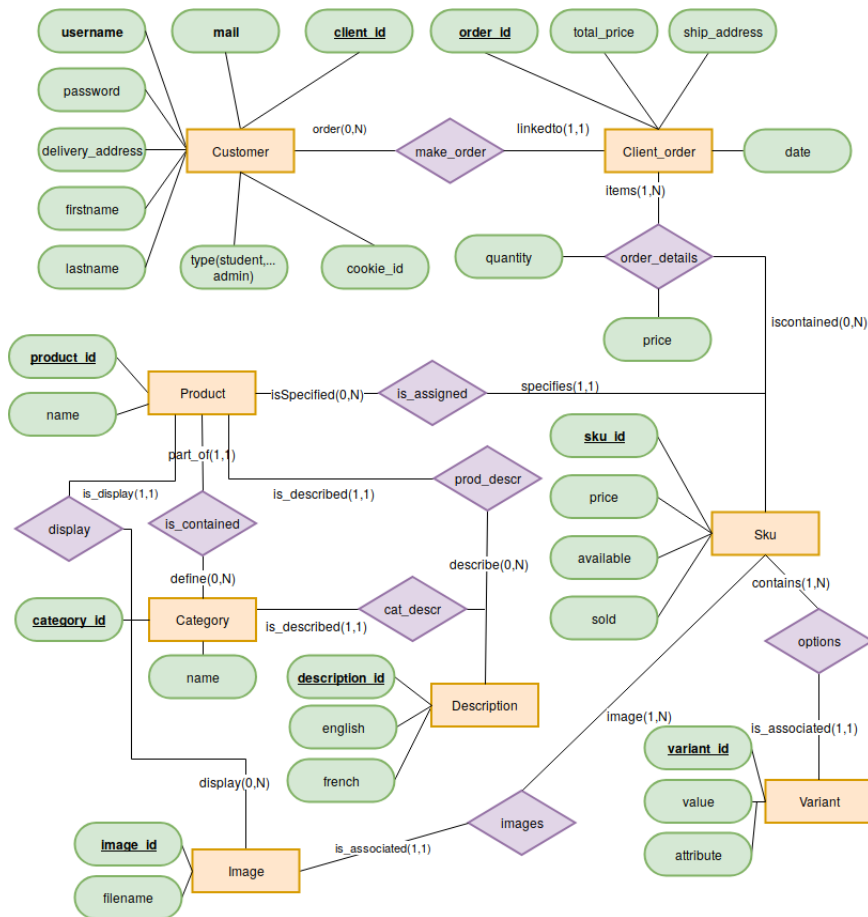 username
mail
client_id
order_id
total_price
ship_address
password
order(0,N)
linkedto(1,1)
delivery_address
Customer
make_order
Client_order
date
items(1,N)
firstname
lastname
type(student,...
admin)
cookie_id
quantity
order_details
price
iscontained(0,N)
product_id
Product
isSpecified(0,N)
is_assigned
specifies(1,1)
name
sku_id
part_of(1,1)
is_display(1,1)
is_described(1,1)
prod_descr
price
display
is_contained
Sku
available
describe(0,N)
define(0,N)
contains(1,N)
category_id
Category
is_described(1,1)
cat_descr
sold
options
name
description_id
Description
english
french
image(1,N)
is_associated(1,1)
variant_id
display(0,N)
value
Variant
attribute
images
image_id
Image
is_associated(1,1)
filename